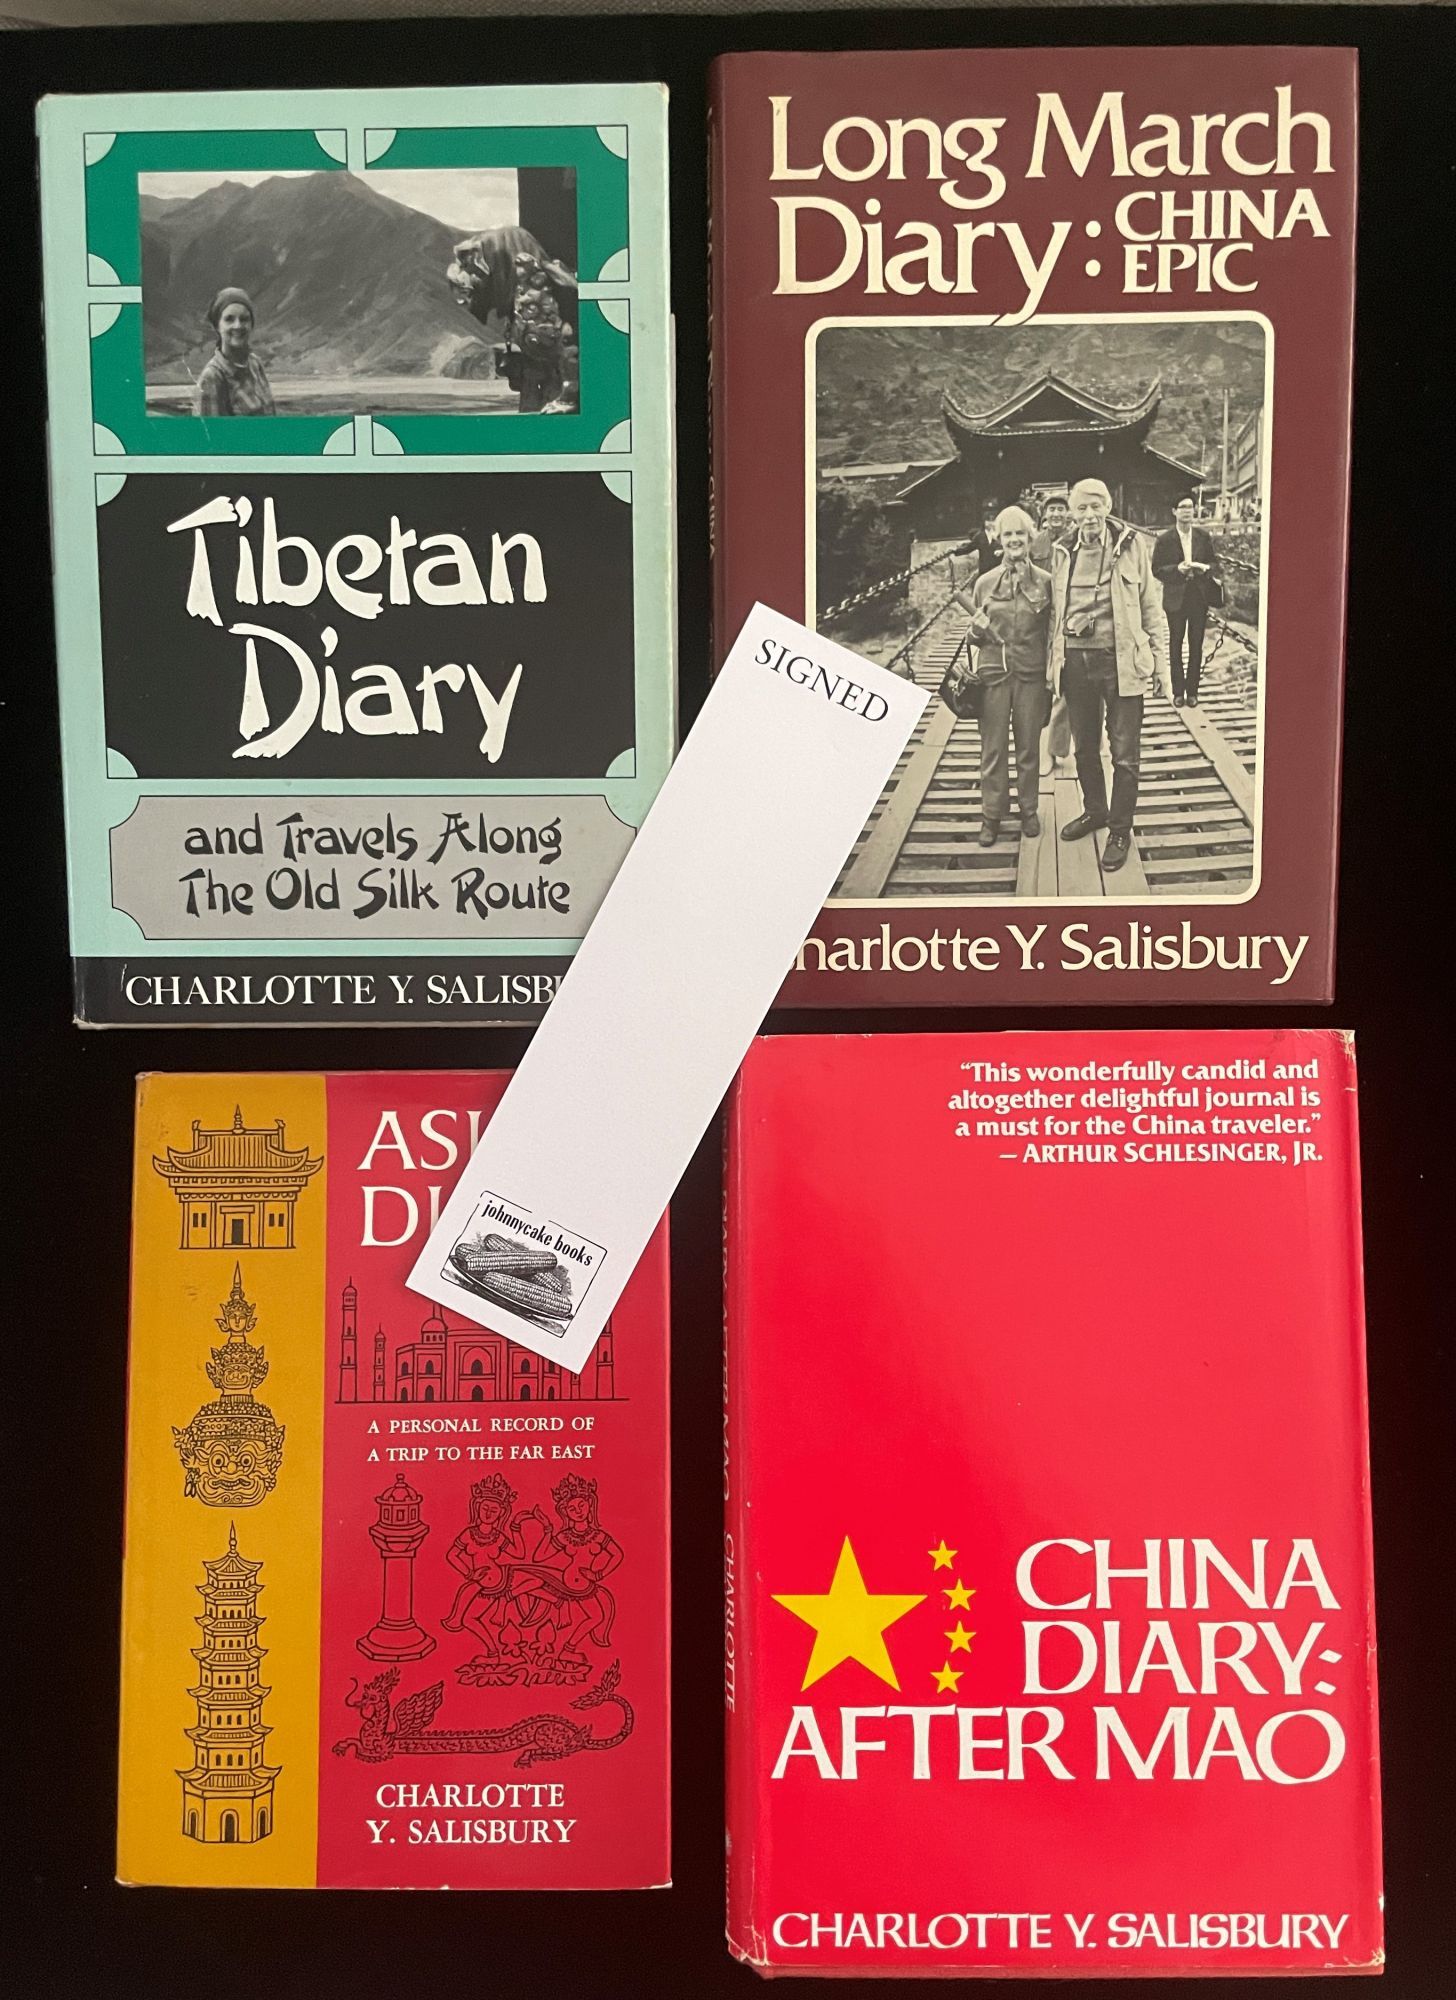 Tibetan
Diary
and Travels Along
The Old Silk Route
CHARLOTTE Y. SALISB
Long March
Diary: CHINA
EPIC
harlotte Y. Salisbury
SIGNED
johnnycake books
ASI
DI
A PERSONAL RECORD OF
A TRIP TO THE FAR EAST
CHARLOTTE
Y. SALISBURY
"This wonderfully candid and
altogether delightful journal is
a must for the China traveler."
— ARTHUR SCHLESINGER, JR.
CHINA
DIARY:
AFTER MAO
CHARLOTTE Y. SALISBURY